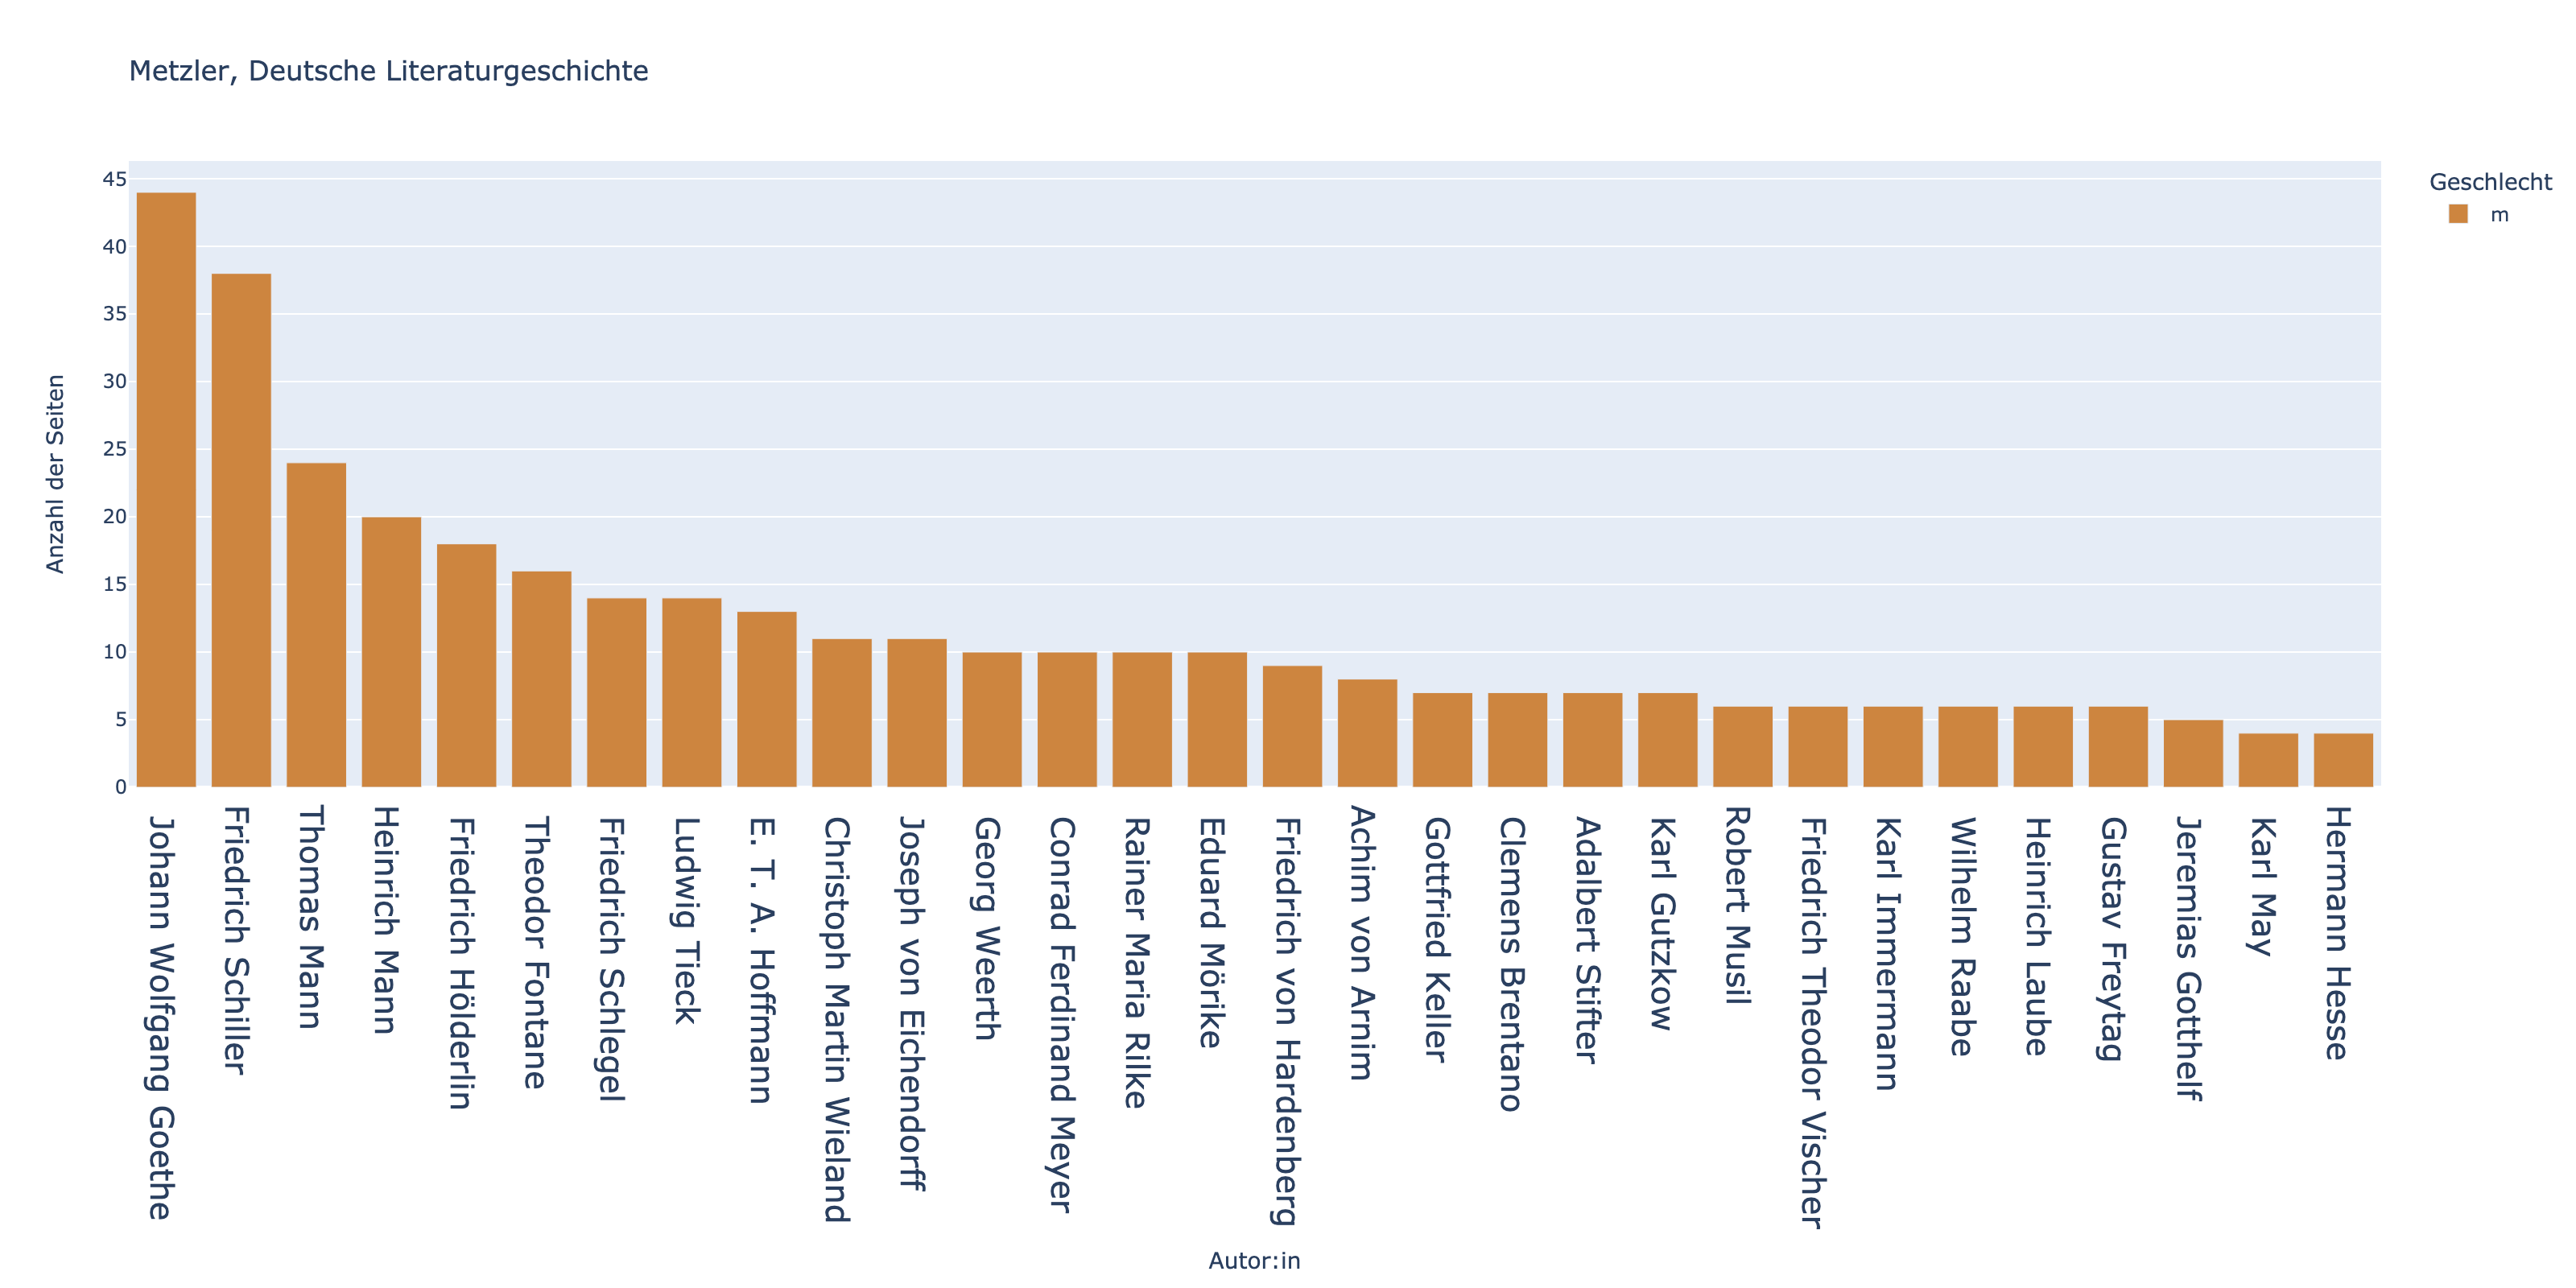 Metzler, Deutsche Literaturgeschichte
Geschlecht
m
Anzahl der Seiten
45
40
35
30
25
20
15
10
5
0
Johann Wolfgang Goethe
Friedrich Schiller
Thomas Mann
Heinrich Mann
Friedrich Hölderlin
Theodor Fontane
Friedrich Schlegel
Ludwig Tieck
E. T. A. Hoffmann
Christoph Martin Wieland
Joseph von Eichendorff
Georg Weerth
Conrad Ferdinand Meyer
Rainer Maria Rilke
Eduard Mörike
Friedrich von Hardenberg
Achim von Arnim
Gottfried Keller
Clemens Brentano
Adalbert Stifter
Karl Gutzkow
Robert Musil
Friedrich Theodor Vischer
Karl Immermann
Wilhelm Raabe
Heinrich Laube
Gustav Freytag
Jeremias Gotthelf
Karl May
Hermann Hesse
Autor:in